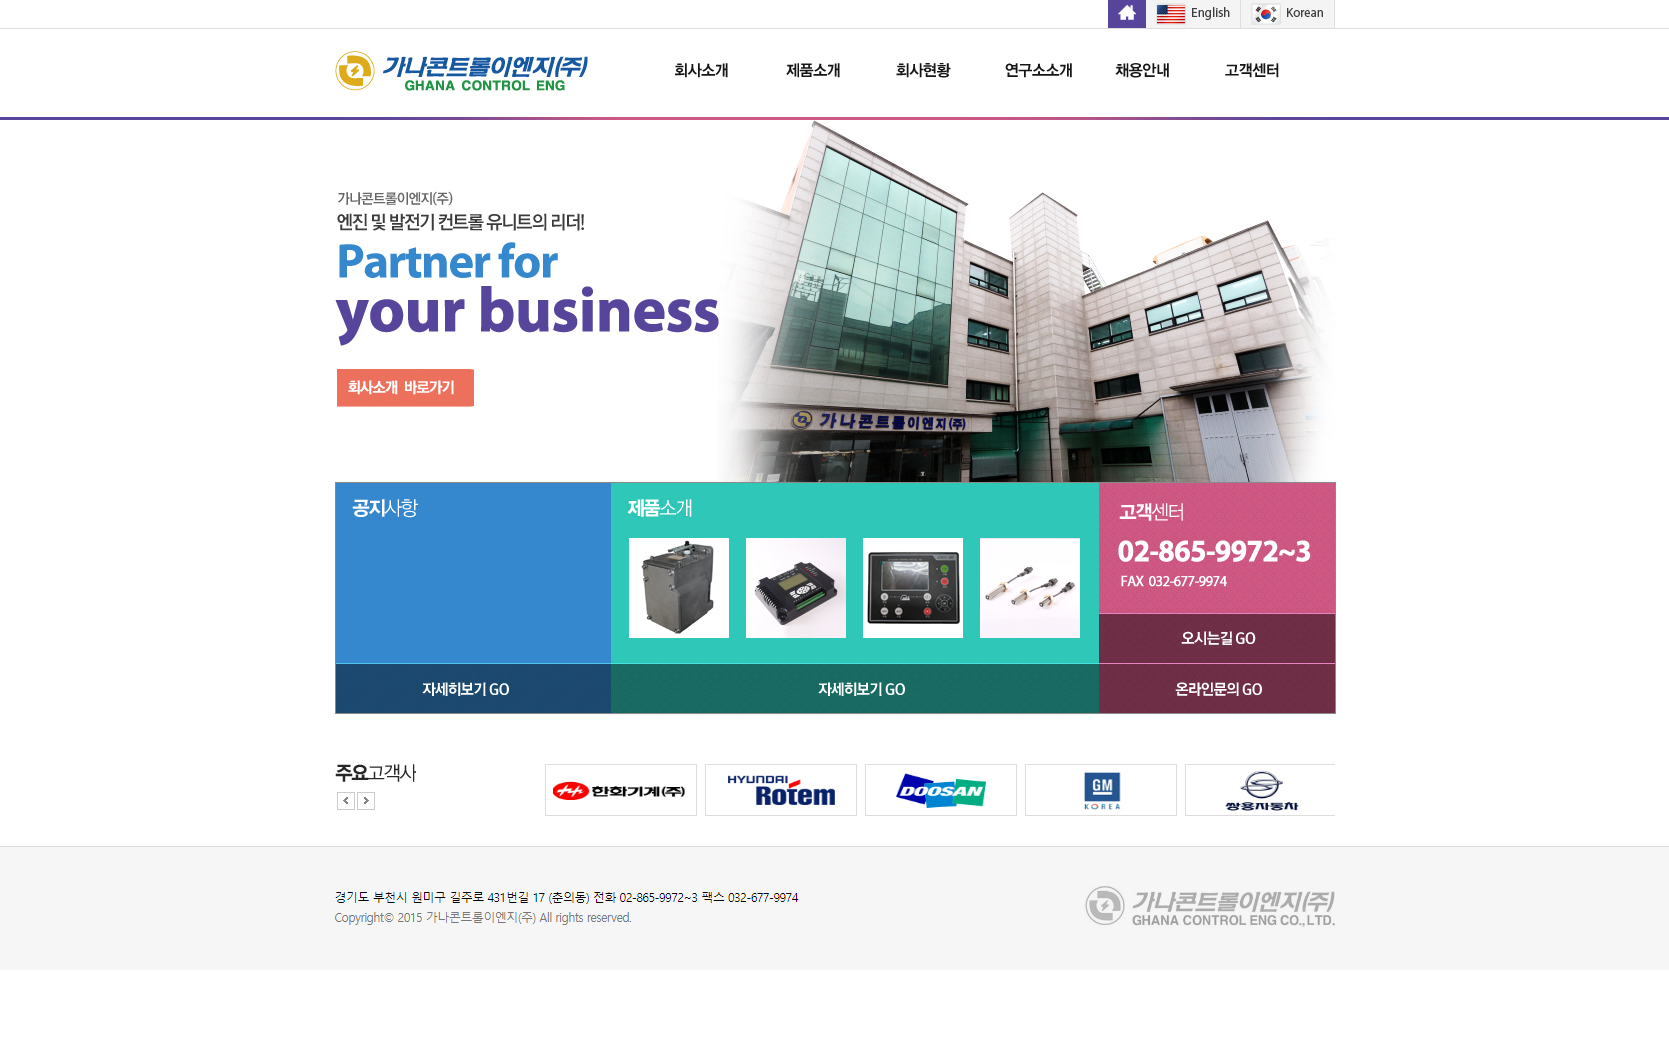 English
Korean
가나콘트롤이엔지(주)
GHANA CONTROL ENG
회사소개
제품소개
회사현황
연구소소개
채용안내
고객센터
가나콘트롤이엔지(주)
엔진 및 발전기 컨트롤 유니트의 리더!
Partner for
your business
회사소개 바로가기
가나콘트롤이엔지(주)
공지사항
자세히보기 GO
제품소개
자세히보기 GO
고객센터
02-865-9972~3
FAX 032-677-9974
오시는길 GO
온라인문의 GO
주요고객사
한화기계(주)
HYUNDAI
Rotem
DOOSAN
GM
KOREA
쌍용자동차
경기도 부천시 원미구 길주로 431번길 17 (춘의동) 전화 02-865-9972~3 팩스 032-677-9974
Copyright© 2015 가나콘트롤이엔지(주) All rights reserved.
가나콘트롤이엔지(주)
GHANA CONTROL ENG CO.,LTD.